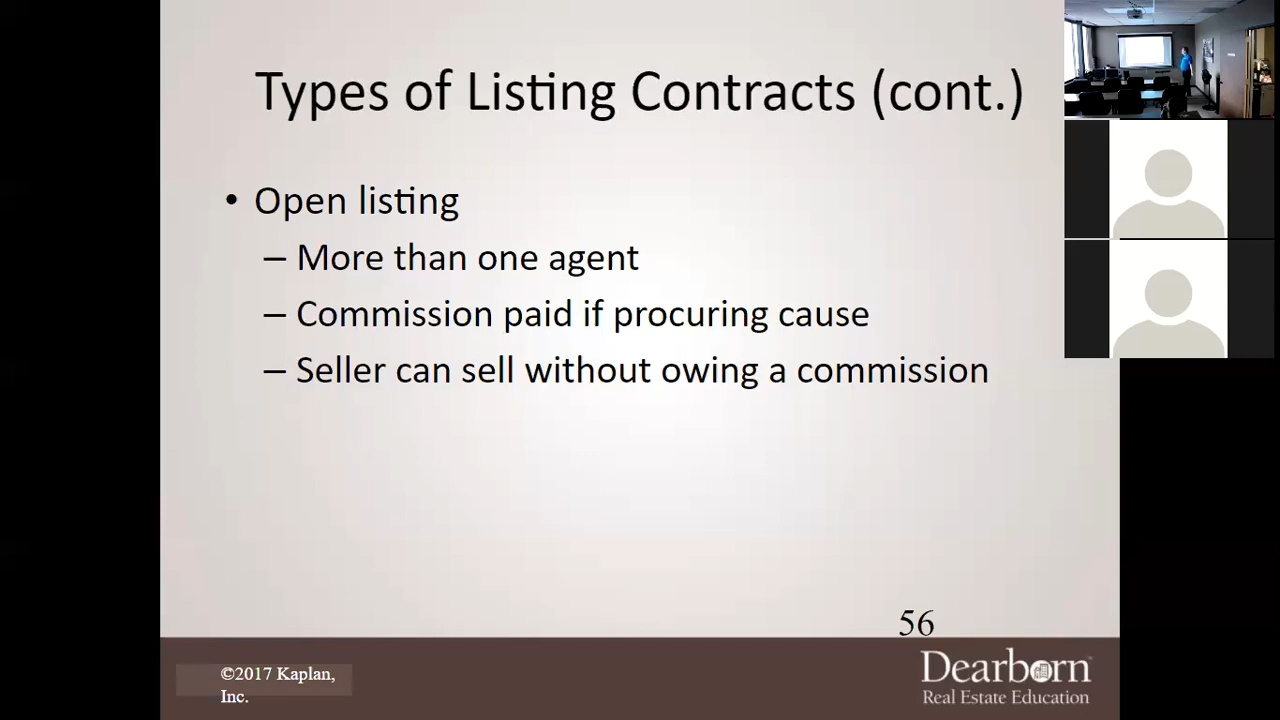 Types of Listing Contracts (cont.)
• Open listing
– More than one agent
– Commission paid if procuring cause
– Seller can sell without owing a commission
56
©2017 Kaplan,
Inc.
Dearborn
Real Estate Education